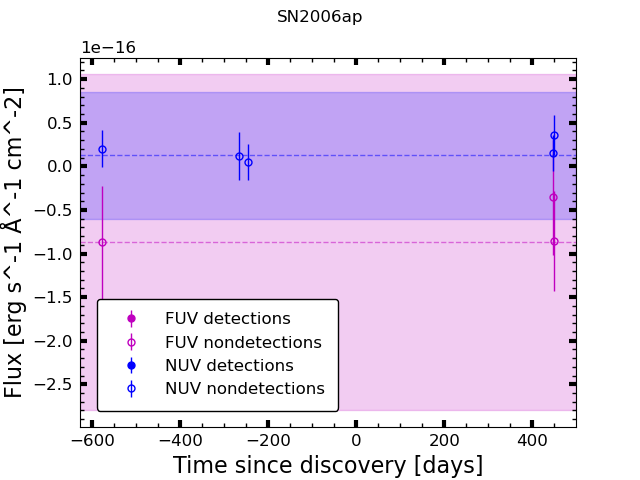 SN2006ap
1e−16
1.0
0.5
0.0
−0.5
−1.0
−1.5
−2.0
−2.5
Flux [erg s^-1 Å^-1 cm^-2]
FUV detections
FUV nondetections
NUV detections
NUV nondetections
−600 −400 −200 0 200 400
Time since discovery [days]